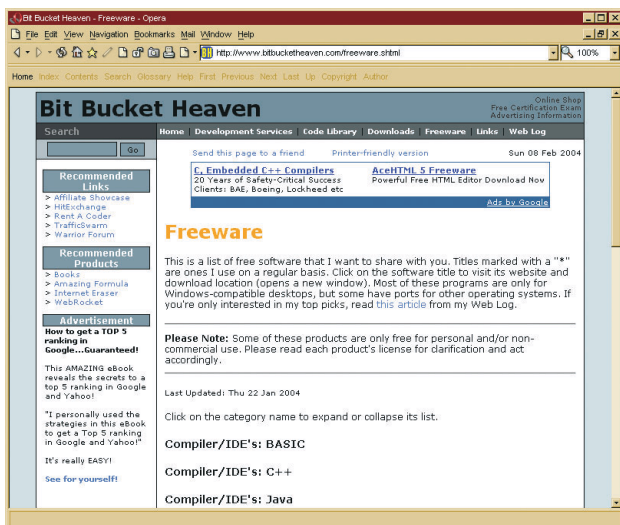 Bit Bucket Heaven - Freeware - Opera
File Edit View Navigation Bookmarks Mail Window Help
http://www.bitbucketheaven.com/freeware.shtml
100%
Home Index Contents Search Glossary Help First Previous Next Last Up Copyright Author
Bit Bucket Heaven
Online Shop
Free Certification Exam
Advertising Information
Search
Home | Development Services | Code Library | Downloads | Freeware | Links | Web Log
Go
Send this page to a friend
Printer-friendly version
Sun 08 Feb 2004
Recommended
Links
> Affiliate Showcase
> HitExchange
> Rent A Coder
> TrafficSwarm
> Warrior Forum
Recommended
Products
> Books
> Amazing Formula
> Internet Eraser
> WebRocket
Advertisement
How to get a TOP 5
ranking in
Google...Guaranteed!
This AMAZING eBook
reveals the secrets to a
top 5 ranking in Google
and Yahoo!
"I personally used the
strategies in this eBook
to get a Top 5 ranking
in Google and Yahoo!"
It's really EASY!
See for yourself!
C, Embedded C++ Compilers
20 Years of Safety-Critical Success
Clients: BAE, Boeing, Lockheed etc
AceHTML 5 Freeware
Powerful Free HTML Editor Download Now
Ads by Google
Freeware
This is a list of free software that I want to share with you. Titles marked with a "*"
are ones I use on a regular basis. Click on the software title to visit its website and
download location (opens a new window). Most of these programs are only for
Windows-compatible desktops, but some have ports for other operating systems. If
you're only interested in my top picks, read this article from my Web Log.
Please Note: Some of these products are only free for personal and/or non-
commercial use. Please read each product's license for clarification and act
accordingly.
Last Updated: Thu 22 Jan 2004
Click on the category name to expand or collapse its list.
Compiler/IDE's: BASIC
Compiler/IDE's: C++
Compiler/IDE's: Java